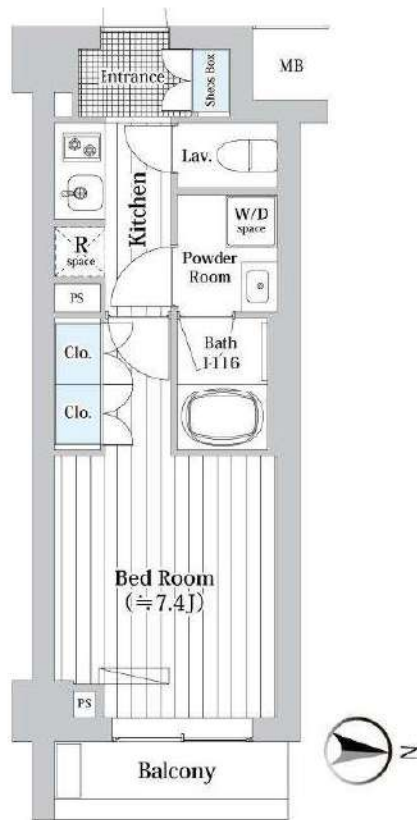 Entrance
Shoes Box
MB
Lav.
Kitchen
W/D
space
R
space
Powder
Room
PS
Clo.
Bath
1116
Clo.
Bed Room
(≒7.4J)
PS
Balcony
N